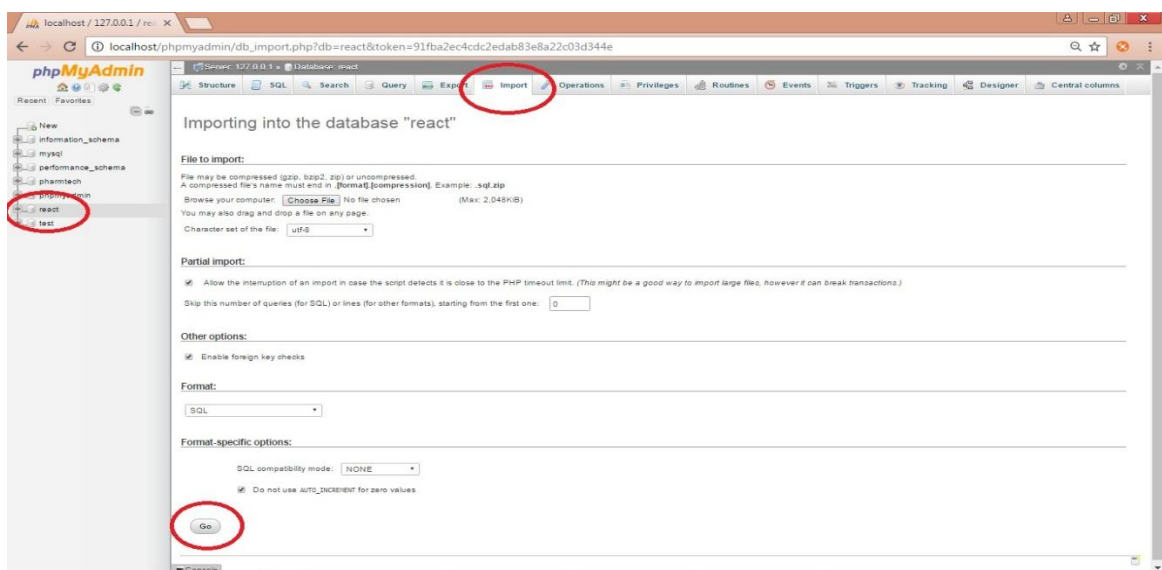 localhost / 127.0.0.1 / rea
localhost/phpmyadmin/db_import.php?db=react&token=91fba2ec4cdc2edab83e8a22c03d344e
phpMyAdmin
Recent Favorites
New
information_schema
mysql
performance_schema
pharmtech
phpmyadmin
react
test
Server: 127.0.0.1 » Database: react
Structure SQL Search Query Export Import Operations Privileges Routines Events Triggers Tracking Designer Central columns
Importing into the database "react"
File to import:
File may be compressed (gzip, bzip2, zip) or uncompressed.
A compressed file's name must end in .[format].[compression]. Example: .sql.zip
Browse your computer: Choose File No file chosen (Max: 2,048KiB)
You may also drag and drop a file on any page.
Character set of the file: utf-8
Partial import:
Allow the interruption of an import in case the script detects it is close to the PHP timeout limit. (This might be a good way to import large files, however it can break transactions.)
Skip this number of queries (for SQL) or lines (for other formats), starting from the first one: 0
Other options:
Enable foreign key checks
Format:
SQL
Format-specific options:
SQL compatibility mode: NONE
Do not use AUTO_INCREMENT for zero values
Go
Console